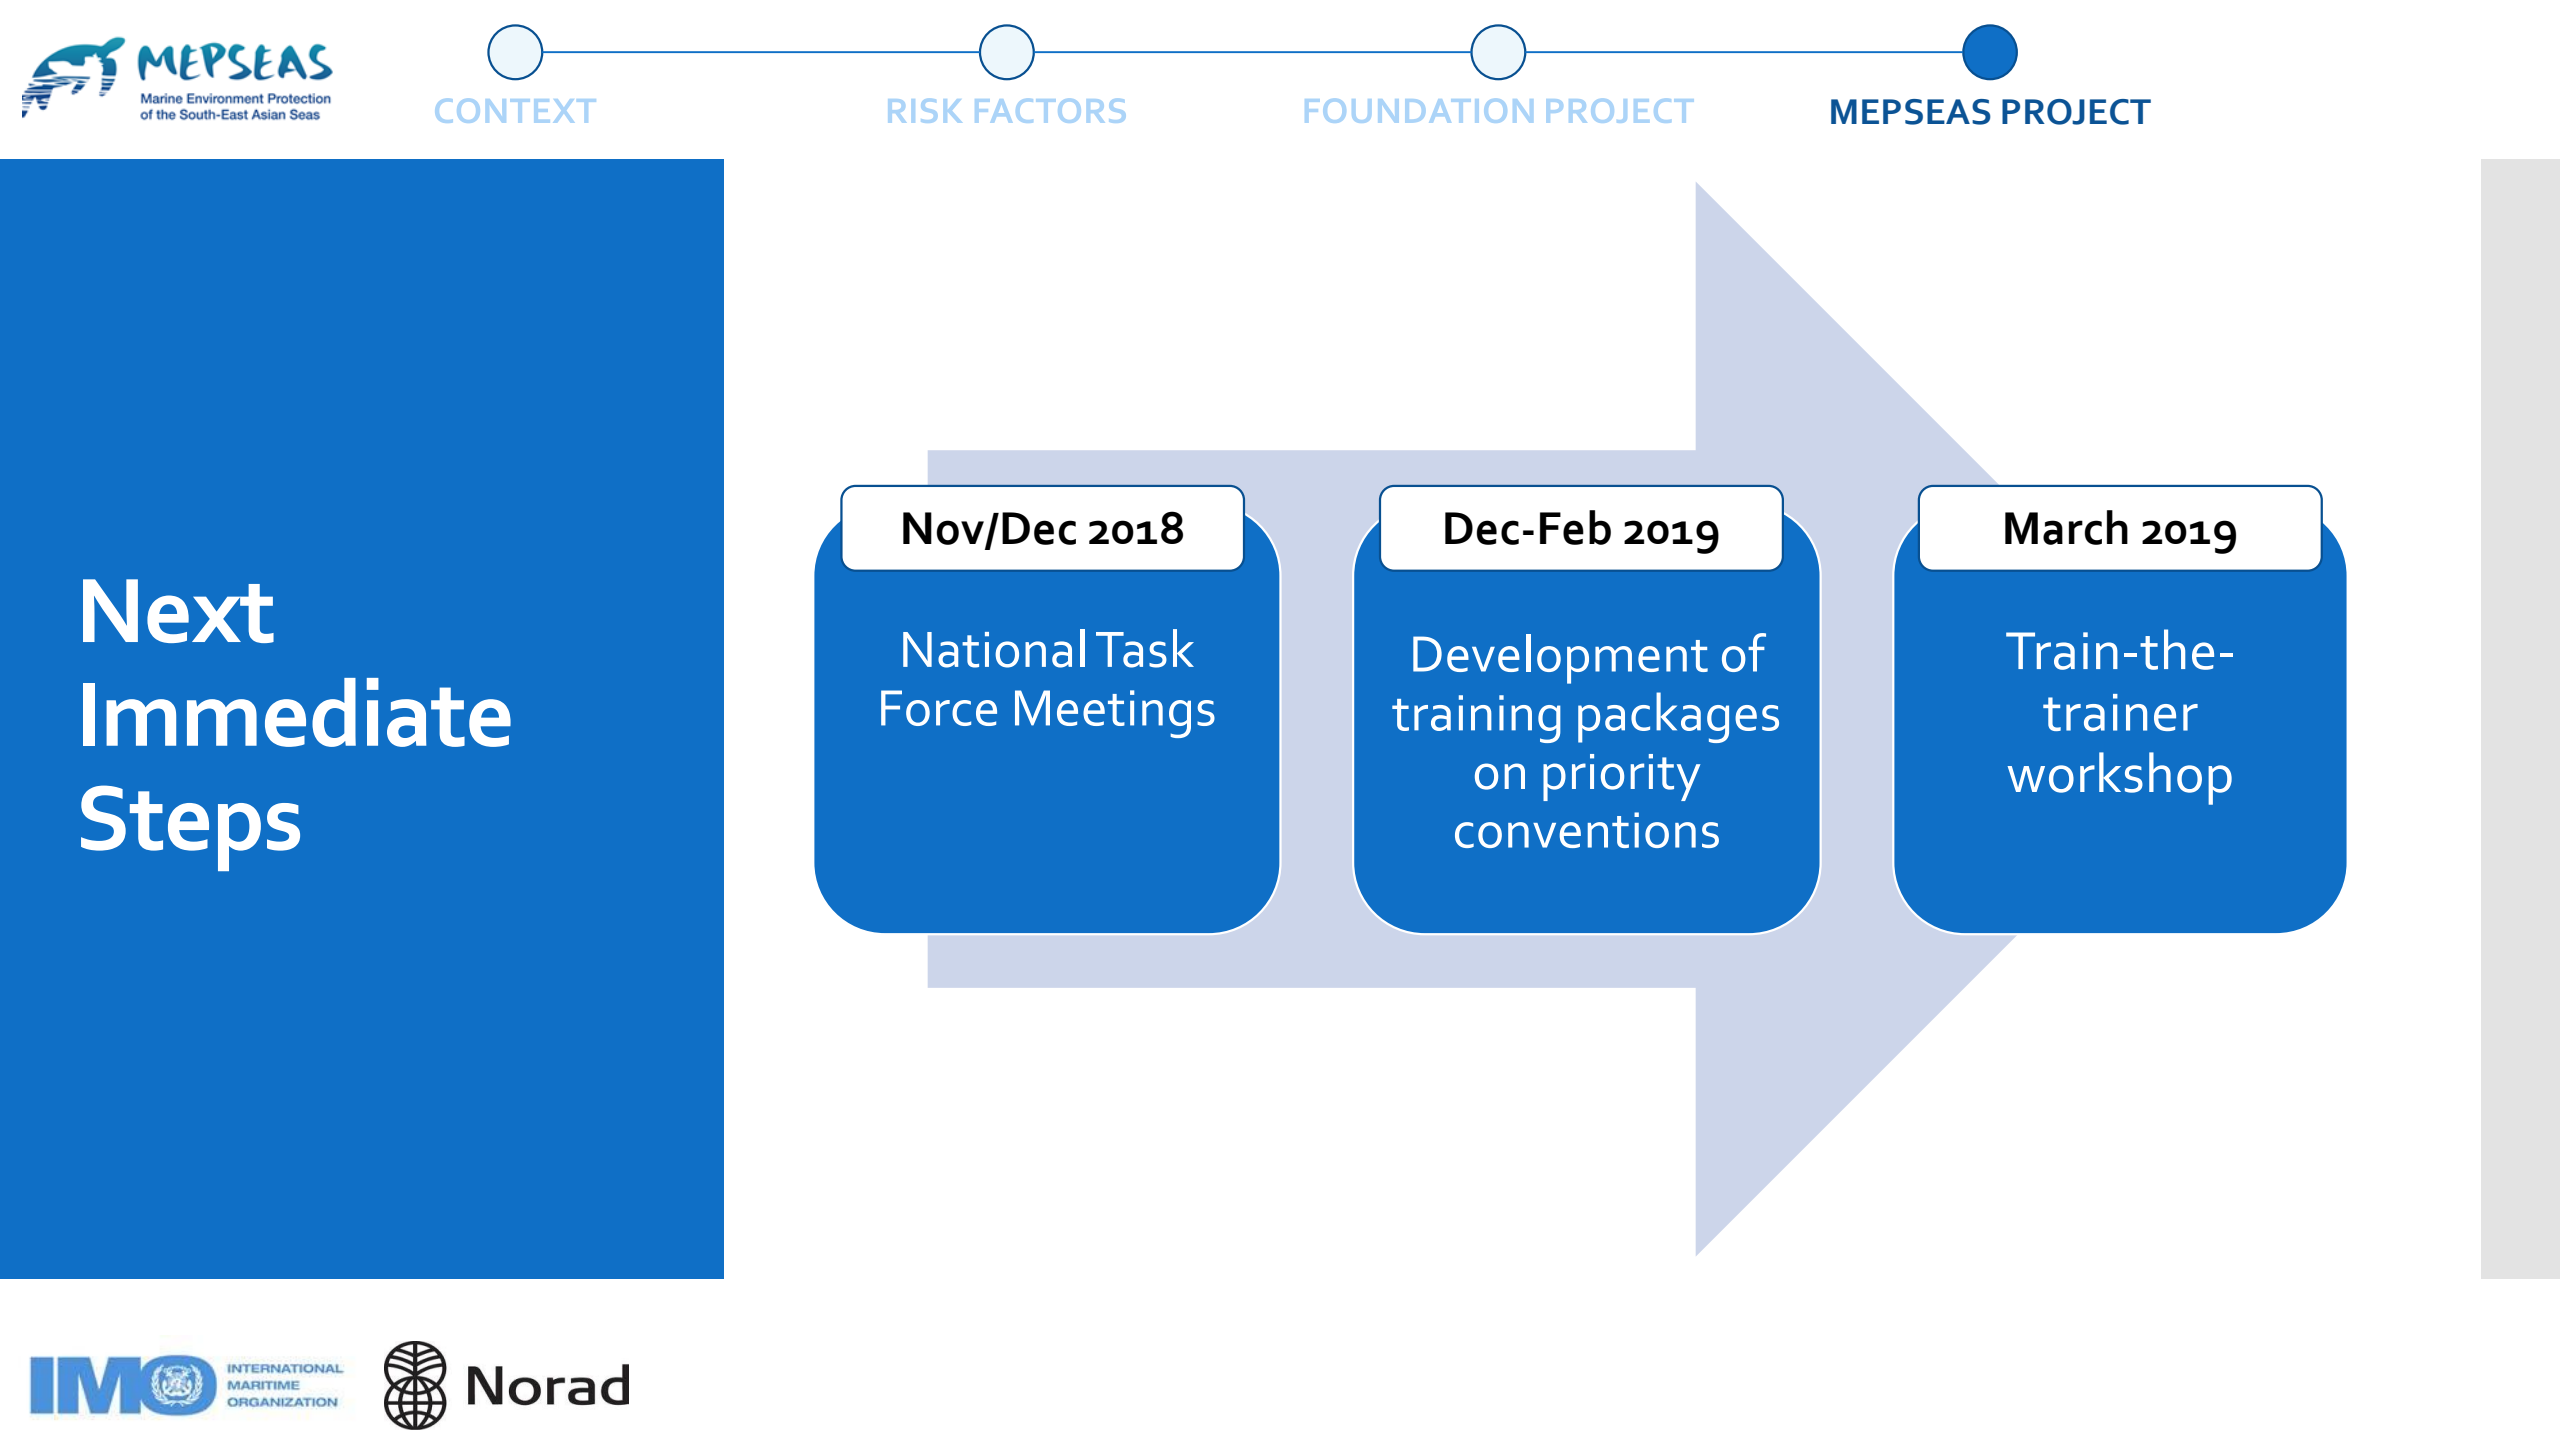 MEPSEAS
Marine Environment Protection
of the South-East Asian Seas
CONTEXT
RISK FACTORS
FOUNDATION PROJECT
MEPSEAS PROJECT
Next
Immediate
Steps
Nov/Dec 2018
National Task
Force Meetings
Dec-Feb 2019
Development of
training packages
on priority
conventions
March 2019
Train-the-
trainer
workshop
IMO
INTERNATIONAL
MARITIME
ORGANIZATION
Norad